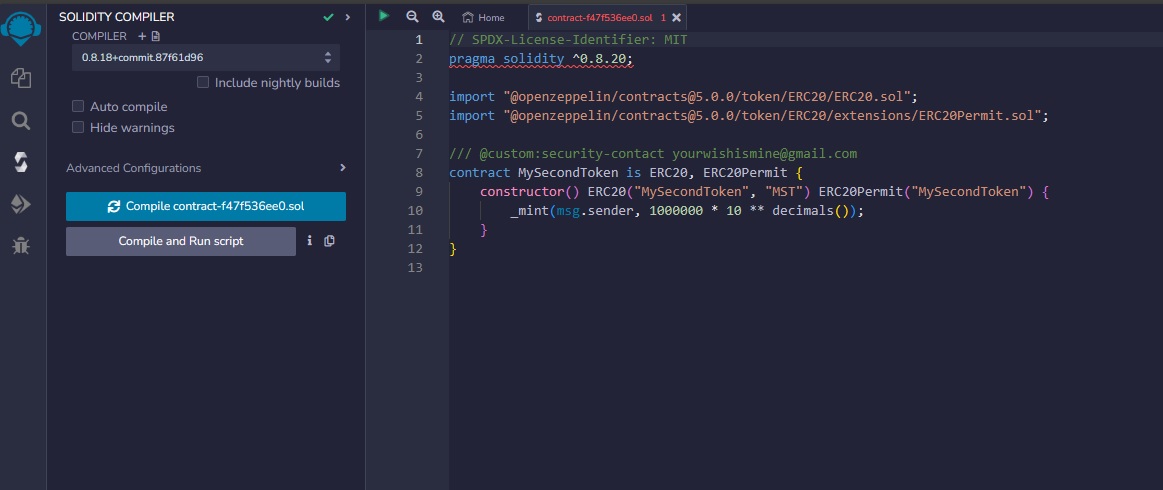 SOLIDITY COMPILER
COMPILER
0.8.18+commit.87f61d96
Include nightly builds
Auto compile
Hide warnings
Advanced Configurations
Compile contract-f47f536ee0.sol
Compile and Run script
Home
contract-f47f536ee0.sol 1
1 // SPDX-License-Identifier: MIT
2 pragma solidity ^0.8.20;
3
4 import "@openzeppelin/contracts@5.0.0/token/ERC20/ERC20.sol";
5 import "@openzeppelin/contracts@5.0.0/token/ERC20/extensions/ERC20Permit.sol";
6
7 /// @custom:security-contact yourwishismine@gmail.com
8 contract MySecondToken is ERC20, ERC20Permit {
9     constructor() ERC20("MySecondToken", "MST") ERC20Permit("MySecondToken") {
10         _mint(msg.sender, 1000000 * 10 ** decimals());
11     }
12 }
13